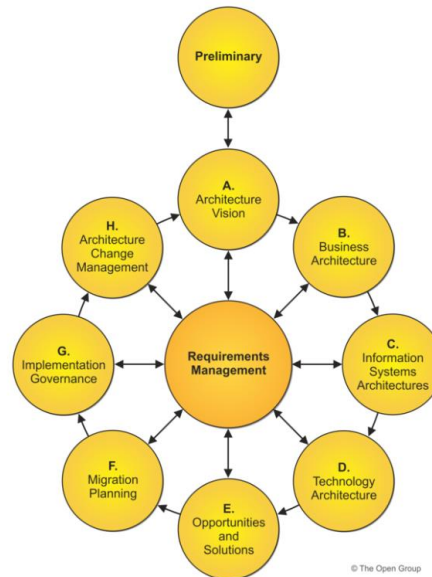 Preliminary
A.
Architecture
Vision
B.
Business
Architecture
C.
Information
Systems
Architectures
D.
Technology
Architecture
E.
Opportunities
and
Solutions
F.
Migration
Planning
G.
Implementation
Governance
H.
Architecture
Change
Management
Requirements
Management
© The Open Group